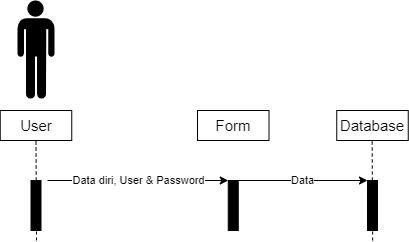 User
Form
Database
Data diri, User & Password
Data